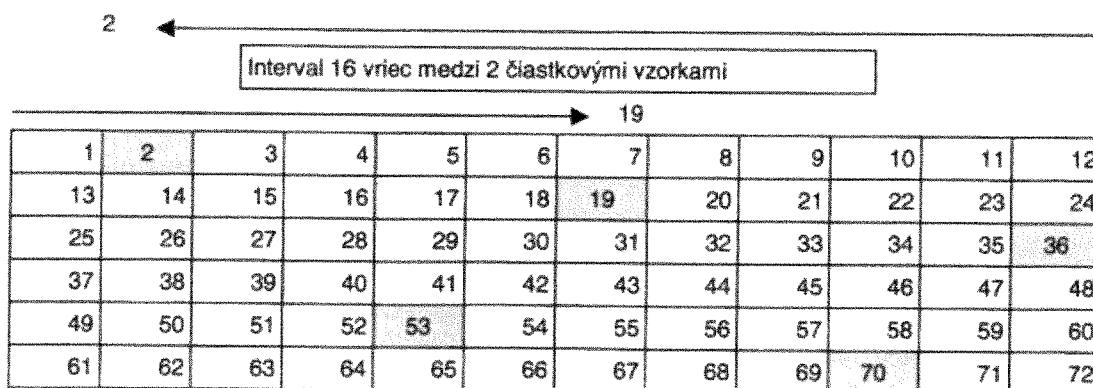 2
Interval 16 vriec medzi 2 čiastkovými vzorkami
19
1 2 3 4 5 6 7 8 9 10 11 12
13 14 15 16 17 18 19 20 21 22 23 24
25 26 27 28 29 30 31 32 33 34 35 36
37 38 39 40 41 42 43 44 45 46 47 48
49 50 51 52 53 54 55 56 57 58 59 60
61 62 63 64 65 66 67 68 69 70 71 72